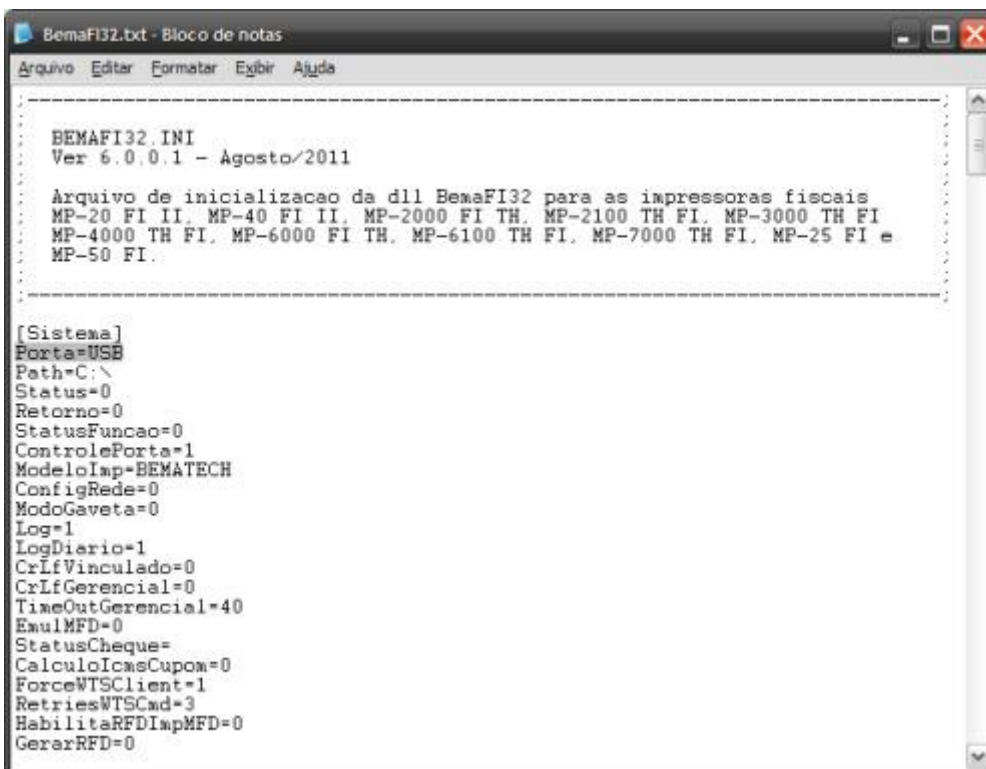 BemaFI32.txt - Bloco de notas
Arquivo Editar Formatar Exibir Ajuda
;----------------------------------------------------------------------------;
; ;
; BEMAFI32.INI ;
; Ver 6.0.0.1 - Agosto/2011 ;
; ;
; Arquivo de inicializacao da dll BemaFI32 para as impressoras fiscais ;
; MP-20 FI II, MP-40 FI II, MP-2000 FI TH, MP-2100 TH FI, MP-3000 TH FI ;
; MP-4000 TH FI, MP-6000 FI TH, MP-6100 TH FI, MP-7000 TH FI, MP-25 FI e ;
; MP-50 FI. ;
; ;
;----------------------------------------------------------------------------;
[Sistema]
Porta=USB
Path=C:\
Status=0
Retorno=0
StatusFuncao=0
ControlePorta=1
ModeloImp=BEMATECH
ConfigRede=0
ModoGaveta=0
Log=1
LogDiario=1
CrLfVinculado=0
CrLfGerencial=0
TimeOutGerencial=40
EmulMFD=0
StatusCheque=
CalculoIcmsCupom=0
ForceWTSClient=1
RetriesWTSCmd=3
HabilitaRFDImpMFD=0
GerarRFD=0